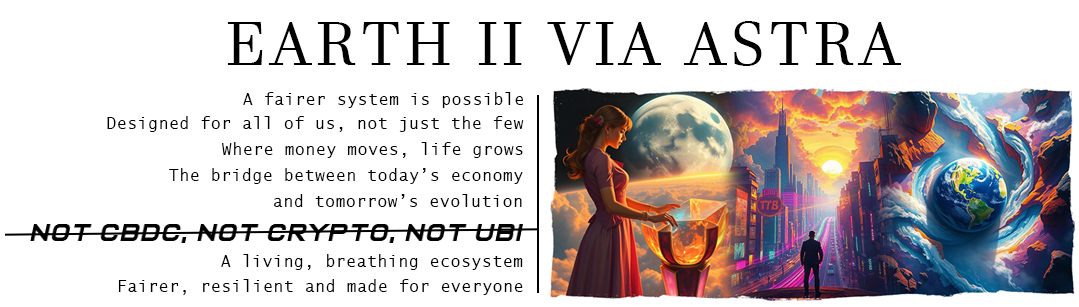 EARTH II VIA ASTRA
A fairer system is possible
Designed for all of us, not just the few
Where money moves, life grows
The bridge between today’s economy
and tomorrow’s evolution
NOT CBDC, NOT CRYPTO, NOT UBI
A living, breathing ecosystem
Fairer, resilient and made for everyone
TTB